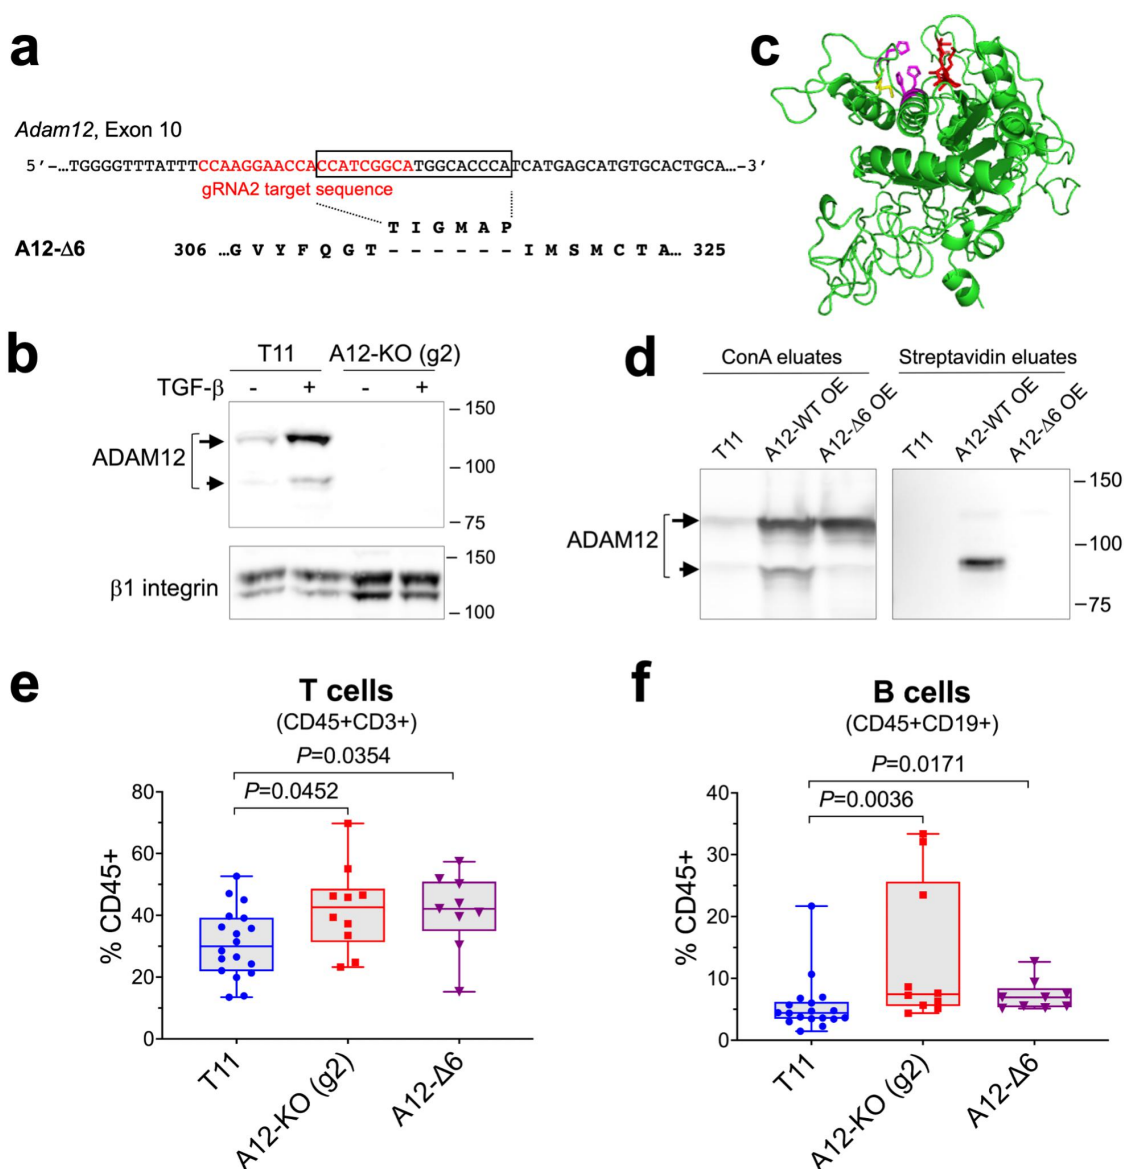 a
Adam12, Exon 10
5'-…TGGGGTTTATTTCCAAGGAACCACCATCGGCATGGCACCCATCATGAGCATGTGCACTGCA…-3'
gRNA2 target sequence
T I G M A P
A12-Δ6 306 …G V Y F Q G T - - - - - - I M S M C T A… 325
c
b
T11 A12-KO (g2)
TGF-β - + - +
ADAM12
150
100
75
β1 integrin
150
100
d
ConA eluates Streptavidin eluates
T11 A12-WT OE A12-Δ6 OE T11 A12-WT OE A12-Δ6 OE
ADAM12
150
100
75
e
T cells
(CD45+CD3+)
P=0.0354
P=0.0452
% CD45+
80
60
40
20
0
T11 A12-KO (g2) A12-Δ6
f
B cells
(CD45+CD19+)
P=0.0171
P=0.0036
% CD45+
40
30
20
10
0
T11 A12-KO (g2) A12-Δ6